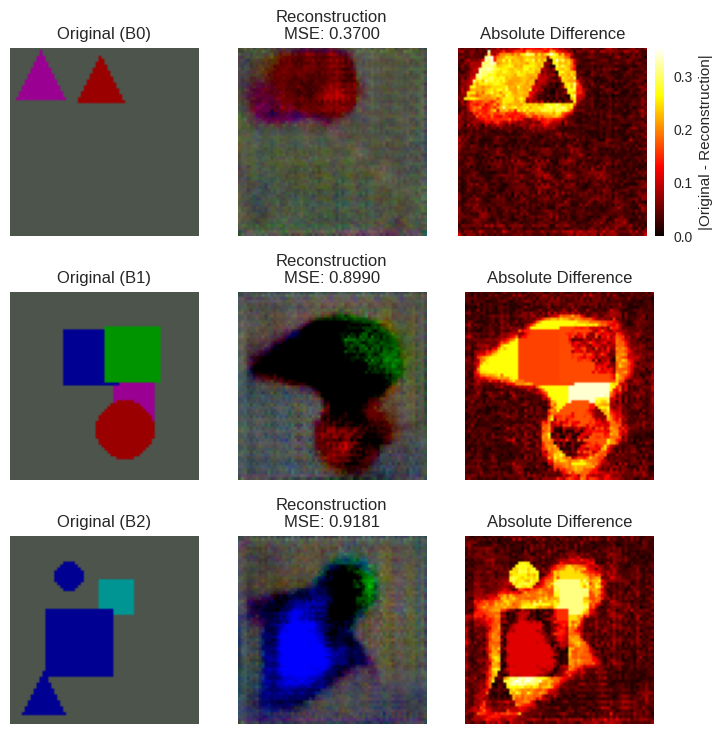 Original (B0)
Reconstruction
MSE: 0.3700
Absolute Difference
0.3
0.2
0.1
0.0
|Original - Reconstruction|
Original (B1)
Reconstruction
MSE: 0.8990
Absolute Difference
Original (B2)
Reconstruction
MSE: 0.9181
Absolute Difference